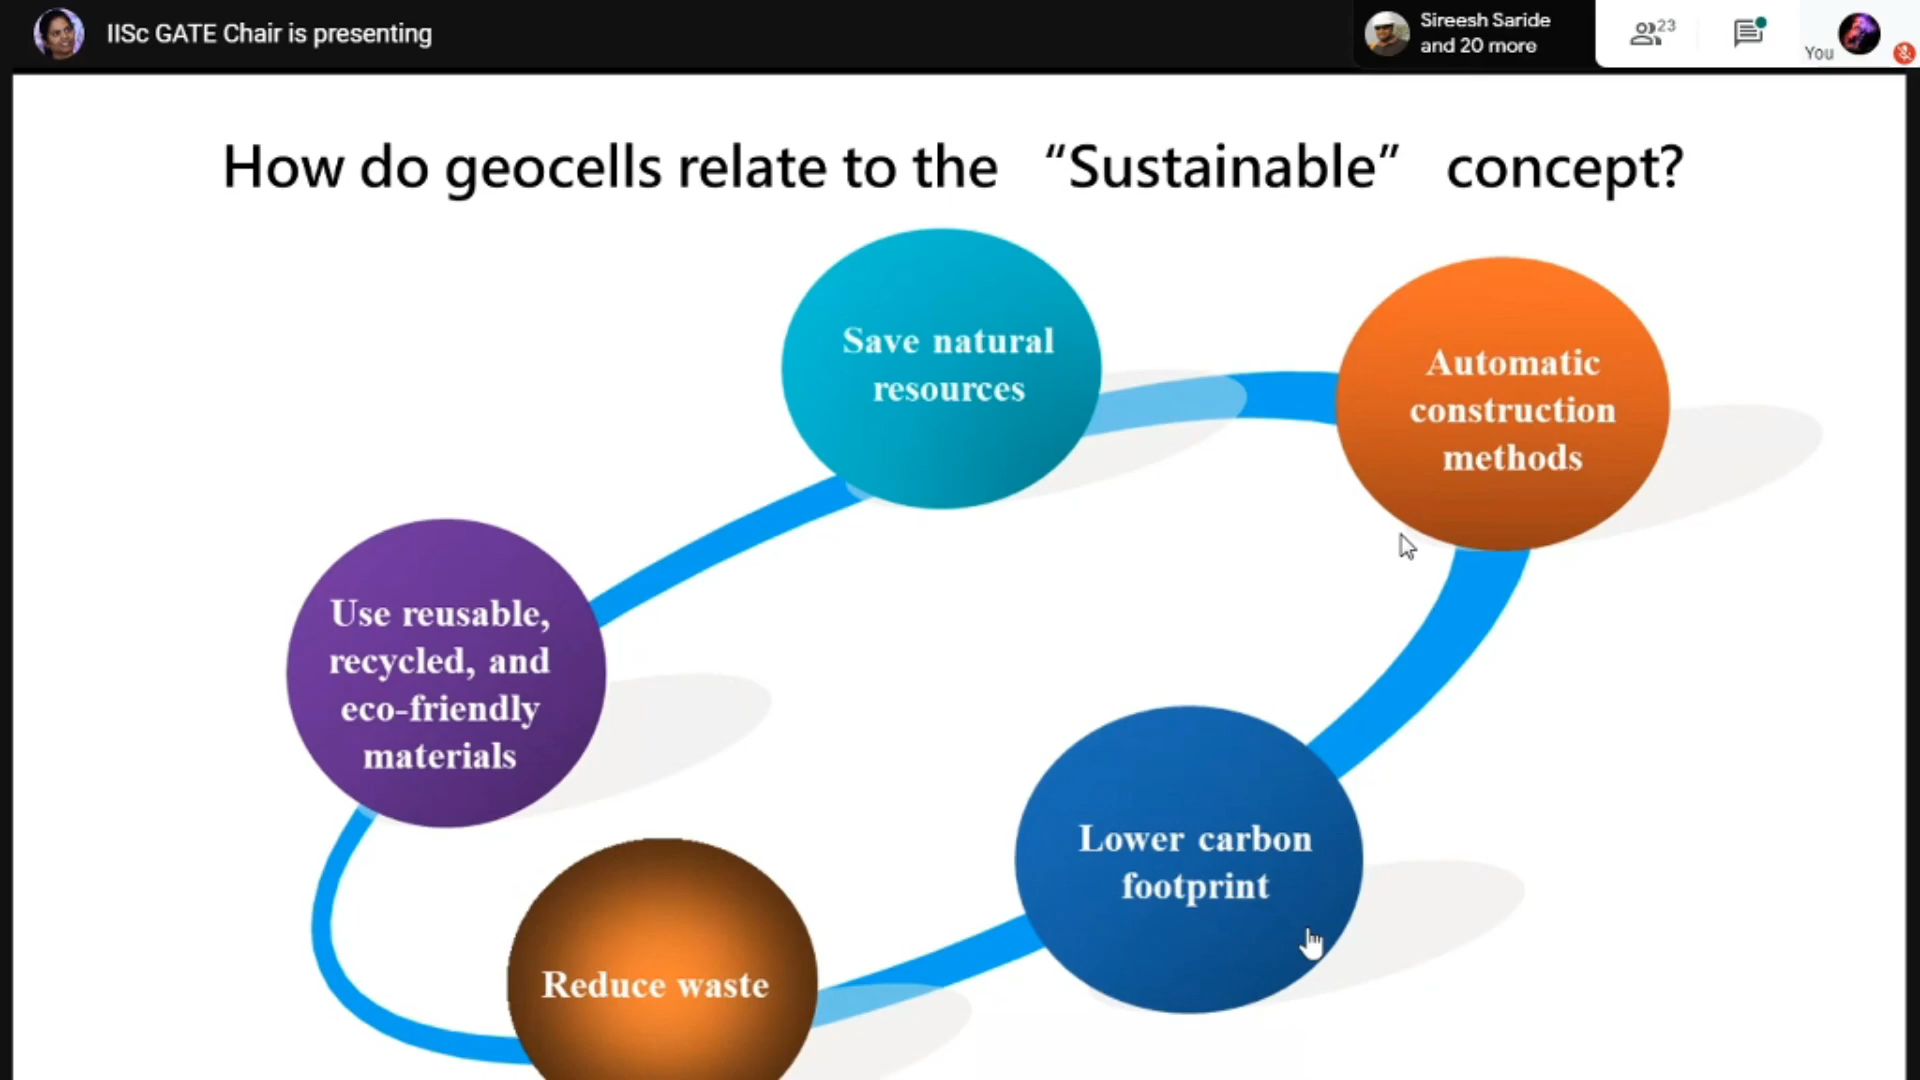 IISc GATE Chair is presenting
Sireesh Saride
and 20 more
23
You
How do geocells relate to the “Sustainable” concept?
Save natural
resources
Automatic
construction
methods
Use reusable,
recycled, and
eco-friendly
materials
Lower carbon
footprint
Reduce waste